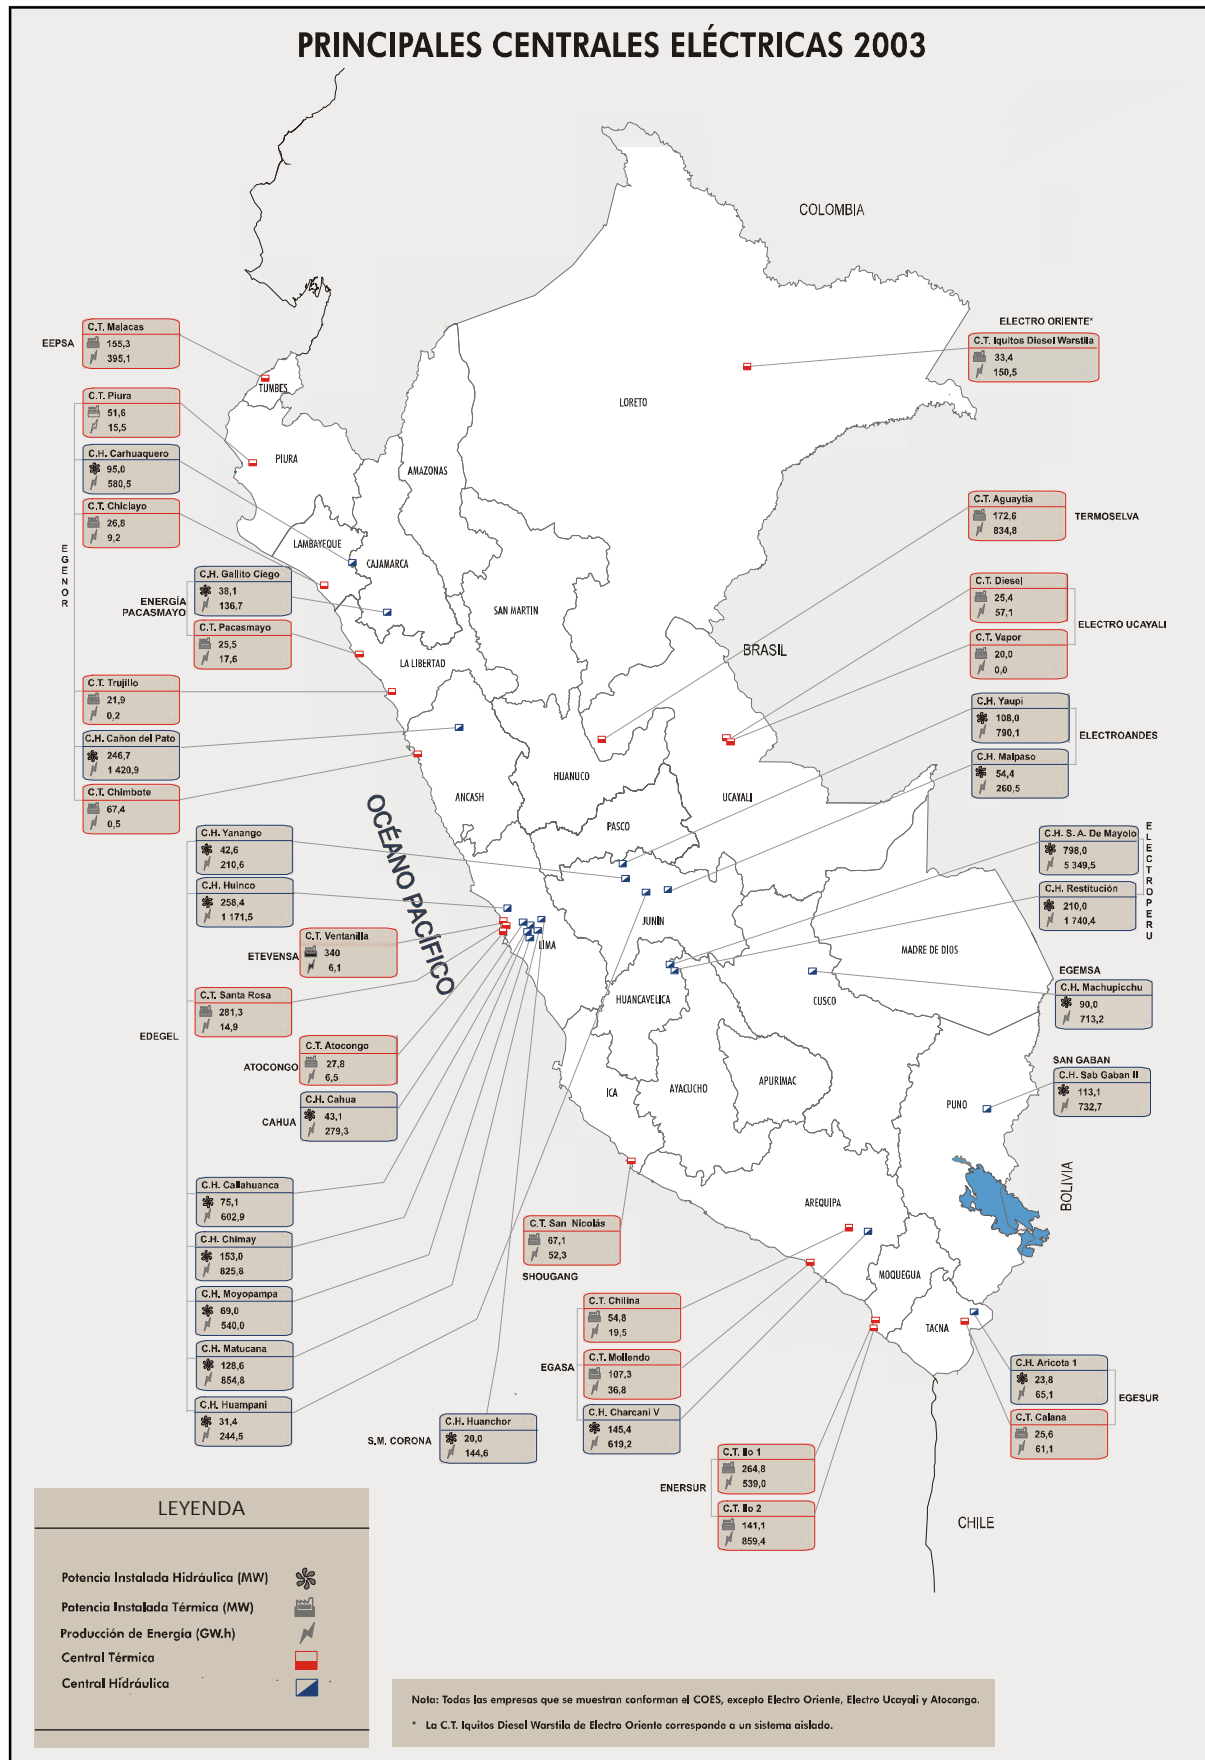 PRINCIPALES CENTRALES ELÉCTRICAS 2003
COLOMBIA
BRASIL
BOLIVIA
CHILE
OCÉANO PACÍFICO
TUMBES
PIURA
LAMBAYEQUE
CAJAMARCA
AMAZONAS
LORETO
SAN MARTIN
LA LIBERTAD
ANCASH
HUANUCO
UCAYALI
PASCO
JUNÍN
LIMA
HUANCAVELICA
ICA
AYACUCHO
APURIMAC
CUSCO
MADRE DE DIOS
PUNO
AREQUIPA
MOQUEGUA
TACNA
EEPSA
C.T. Malacas
155,3
395,1
EGENOR
C.T. Piura
51,6
15,5
C.H. Carhuaquero
95,0
580,5
C.T. Chiclayo
26,8
9,2
ENERGÍA
PACASMAYO
C.H. Gallito Ciego
38,1
136,7
C.T. Pacasmayo
25,5
17,6
C.T. Trujillo
21,9
0,2
C.H. Cañon del Pato
246,7
1 420,9
C.T. Chimbote
67,4
0,5
EDEGEL
C.H. Yanango
42,6
210,6
C.H. Huinco
258,4
1 171,5
ETEVENSA
C.T. Ventanilla
340
6,1
C.T. Santa Rosa
281,3
14,9
ATOCONGO
C.T. Atocongo
27,8
6,5
CAHUA
C.H. Cahua
43,1
279,3
C.H. Callahuanca
75,1
602,9
C.H. Chimay
153,0
825,8
C.H. Moyopampa
69,0
540,0
C.H. Matucana
128,6
854,8
C.H. Huampani
31,4
244,5
S.M. CORONA
C.H. Huanchor
20,0
144,6
C.T. San Nicolás
67,1
52,3
SHOUGANG
EGASA
C.T. Chilina
54,8
19,5
C.T. Mollendo
107,3
36,8
C.H. Charcani V
145,4
619,2
ENERSUR
C.T. Ilo 1
264,8
539,0
C.T. Ilo 2
141,1
859,4
ELECTRO ORIENTE*
C.T. Iquitos Diesel Warstila
33,4
150,5
C.T. Aguaytia
172,6
834,8
TERMOSELVA
C.T. Diesel
25,4
57,1
C.T. Vapor
20,0
0,0
ELECTRO UCAYALI
C.H. Yaupi
108,0
790,1
C.H. Malpaso
54,4
260,5
ELECTROANDES
C.H. S.A. De Mayolo
798,0
5 349,5
C.H. Restitución
210,0
1 740,4
ELECTROPERU
EGEMSA
C.H. Machupicchu
90,0
713,2
SAN GABAN
C.H. Sab Gaban II
113,1
732,7
C.H. Aricota 1
23,8
65,1
C.T. Calana
25,6
61,1
EGESUR
LEYENDA
Potencia Instalada Hidráulica (MW)
Potencia Instalada Térmica (MW)
Producción de Energía (GW.h)
Central Térmica
Central Hidráulica
Nota: Todas las empresas que se muestran conforman el COES, excepto Electro Oriente, Electro Ucayali y Atocongo.
* La C.T. Iquitos Diesel Warstila de Electro Oriente corresponde a un sistema aislado.